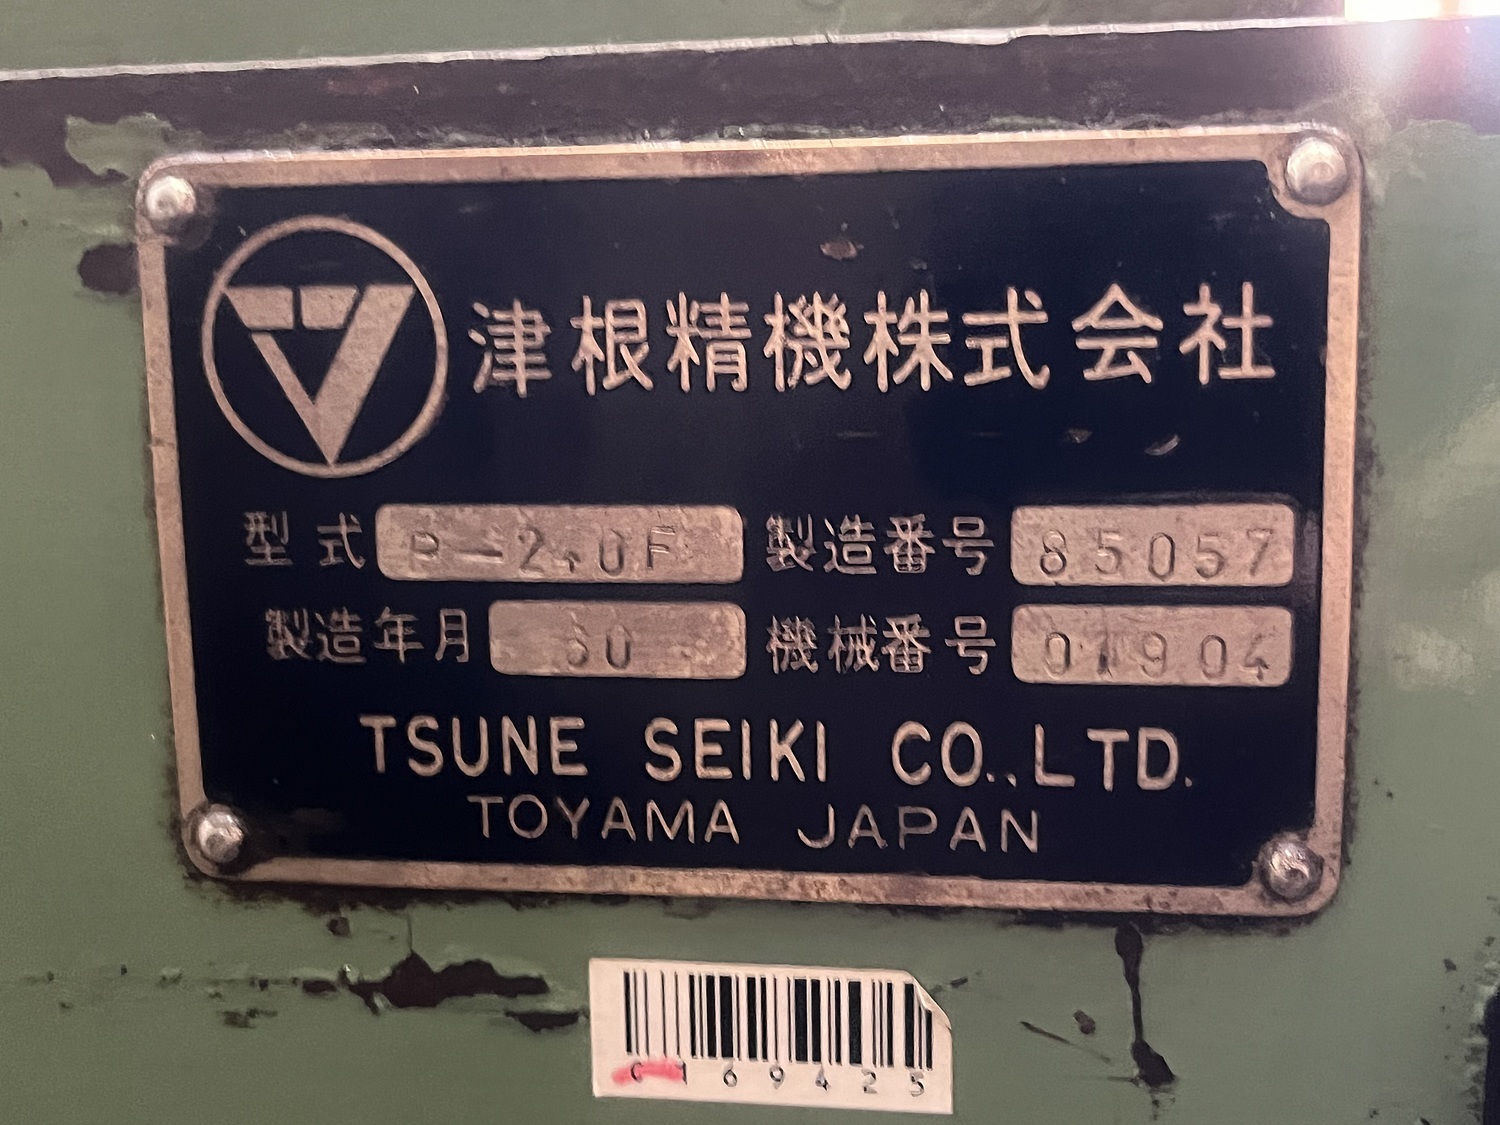 津根精機株式会社
型式 P-240F 製造番号 85057
製造年月 60 機械番号 01904
TSUNE SEIKI CO.,LTD.
TOYAMA JAPAN
69425